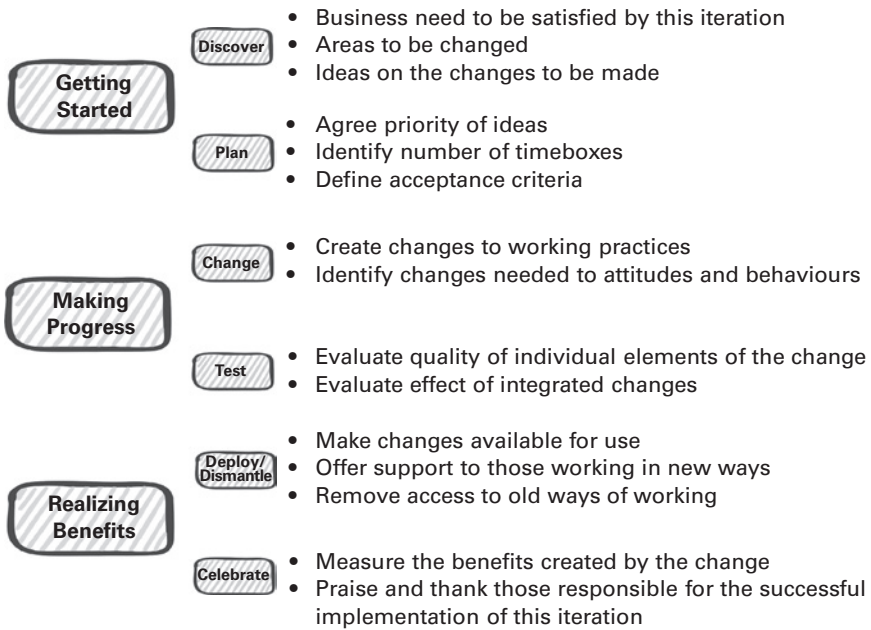 Getting
Started
Discover
• Business need to be satisfied by this iteration
• Areas to be changed
• Ideas on the changes to be made
Plan
• Agree priority of ideas
• Identify number of timeboxes
• Define acceptance criteria
Making
Progress
Change
• Create changes to working practices
• Identify changes needed to attitudes and behaviours
Test
• Evaluate quality of individual elements of the change
• Evaluate effect of integrated changes
Realizing
Benefits
Deploy/
Dismantle
• Make changes available for use
• Offer support to those working in new ways
• Remove access to old ways of working
Celebrate
• Measure the benefits created by the change
• Praise and thank those responsible for the successful
implementation of this iteration